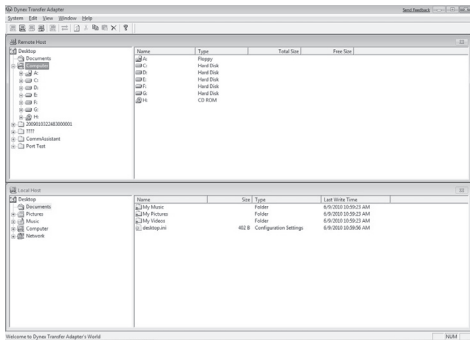 Dynex Transfer Adapter
Send Feedback
System Edit View Window Help
Remote Host
Desktop
Documents
Computer
A:
C:
D:
E:
F:
G:
H:
20090103224830000001
????
CommAssistant
Port Test
Name Type Total Size Free Size
A: Floppy
C: Hard Disk
D: Hard Disk
E: Hard Disk
F: Hard Disk
G: Hard Disk
H: CD ROM
Local Host
Desktop
Documents
Pictures
Music
Computer
Network
Name Size Type Last Write Time
My Music Folder 6/9/2010 10:59:23 AM
My Pictures Folder 6/9/2010 10:59:23 AM
My Videos Folder 6/9/2010 10:59:23 AM
desktop.ini 402 B Configuration Settings 6/9/2010 10:59:56 AM
Welcome to Dynex Transfer Adapter's World
NUM